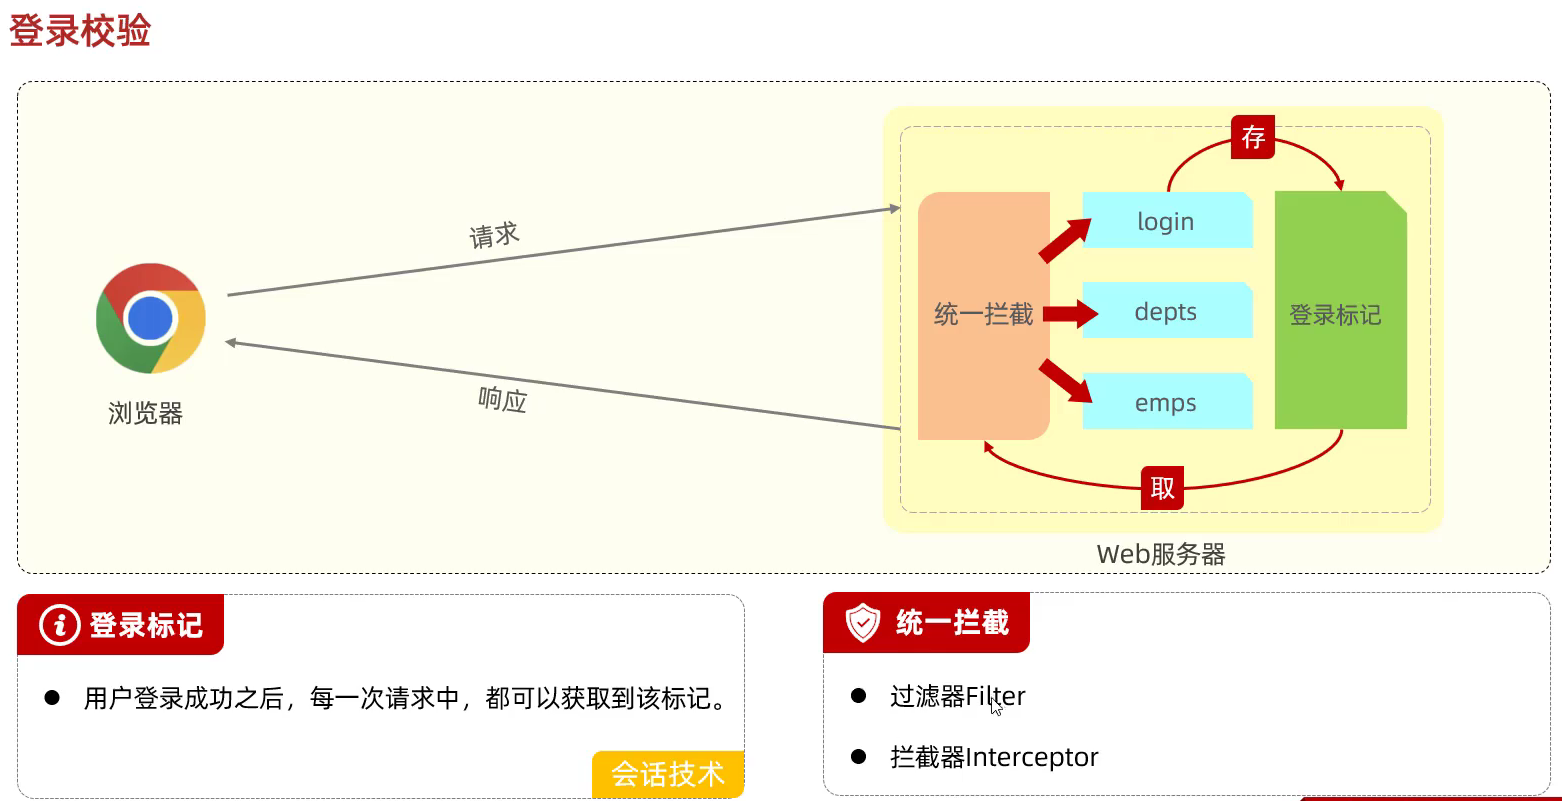 登录校验
存
请求
login
统一拦截
depts
登录标记
响应
emps
浏览器
取
Web服务器
登录标记
用户登录成功之后，每一次请求中，都可以获取到该标记。
会话技术
统一拦截
过滤器Filter
拦截器Interceptor